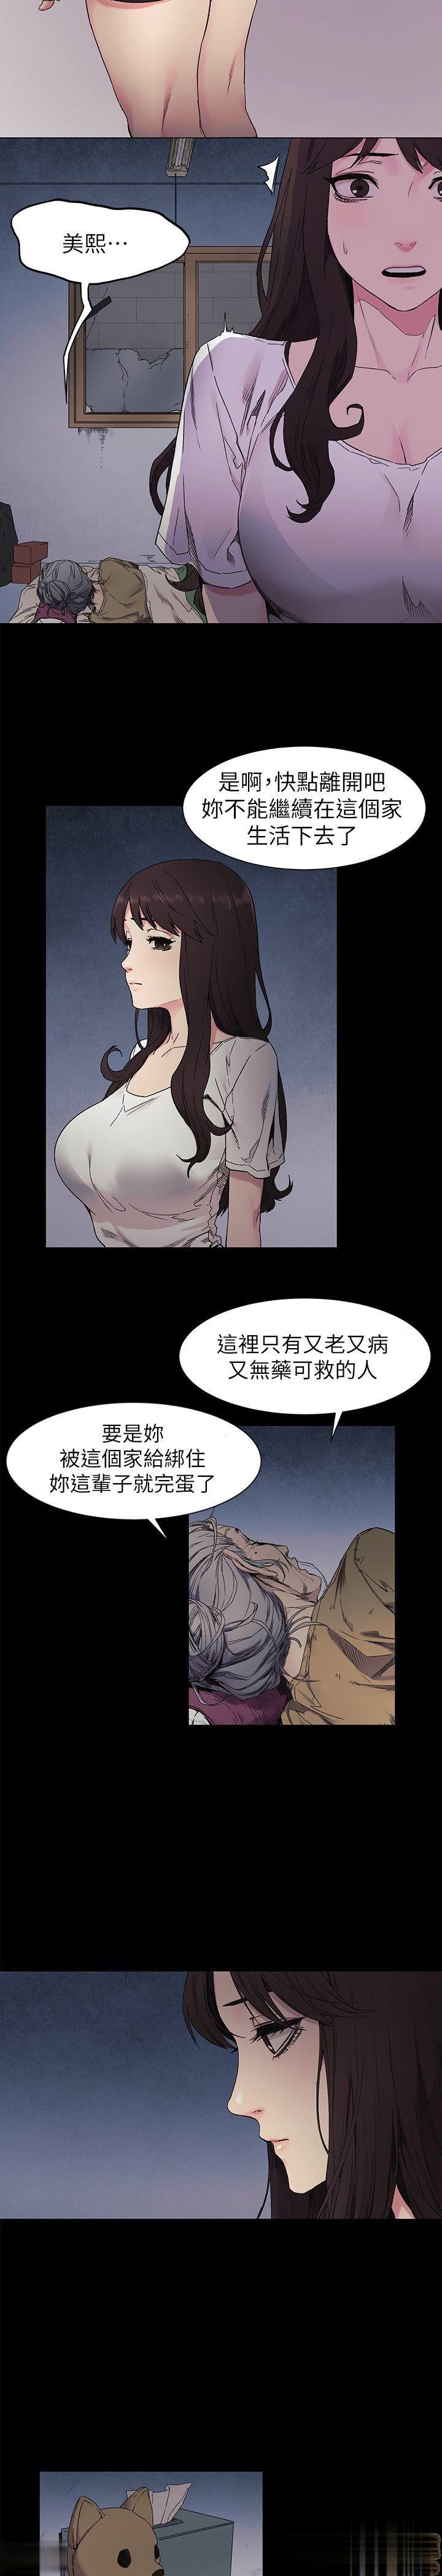 美熙…
是啊，快點離開吧
妳不能繼續在這個家
生活下去了
這裡只有又老又病
又無藥可救的人
要是妳
被這個家給綁住
妳這輩子就完蛋了